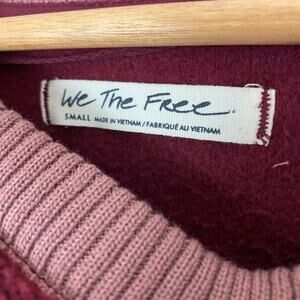 We The Free.
SMALL MADE IN VIETNAM / FABRIQUÉ AU VIETNAM